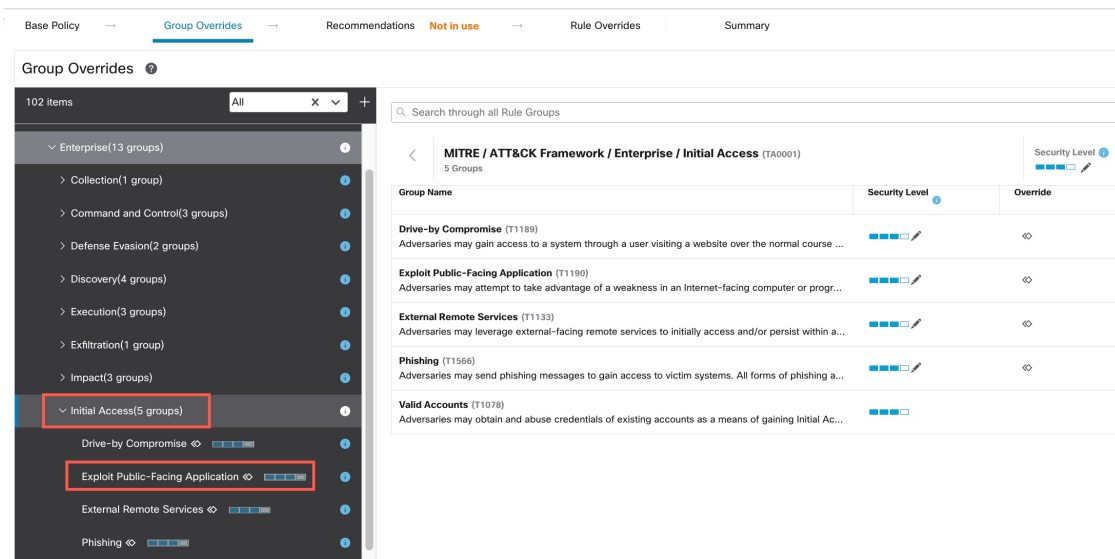 Base Policy → Group Overrides → Recommendations Not in use → Rule Overrides Summary
Group Overrides ?
102 items All X +
Search through all Rule Groups
Enterprise(13 groups)
Collection(1 group)
Command and Control(3 groups)
Defense Evasion(2 groups)
Discovery(4 groups)
Execution(3 groups)
Exfiltration(1 group)
Impact(3 groups)
Initial Access(5 groups)
Drive-by Compromise
Exploit Public-Facing Application
External Remote Services
Phishing
MITRE / ATT&CK Framework / Enterprise / Initial Access (TA0001)
5 Groups
Security Level
Group Name Security Level Override
Drive-by Compromise (T1189)
Adversaries may gain access to a system through a user visiting a website over the normal course ...
Exploit Public-Facing Application (T1190)
Adversaries may attempt to take advantage of a weakness in an Internet-facing computer or progr...
External Remote Services (T1133)
Adversaries may leverage external-facing remote services to initially access and/or persist within a...
Phishing (T1566)
Adversaries may send phishing messages to gain access to victim systems. All forms of phishing a...
Valid Accounts (T1078)
Adversaries may obtain and abuse credentials of existing accounts as a means of gaining Initial Ac...